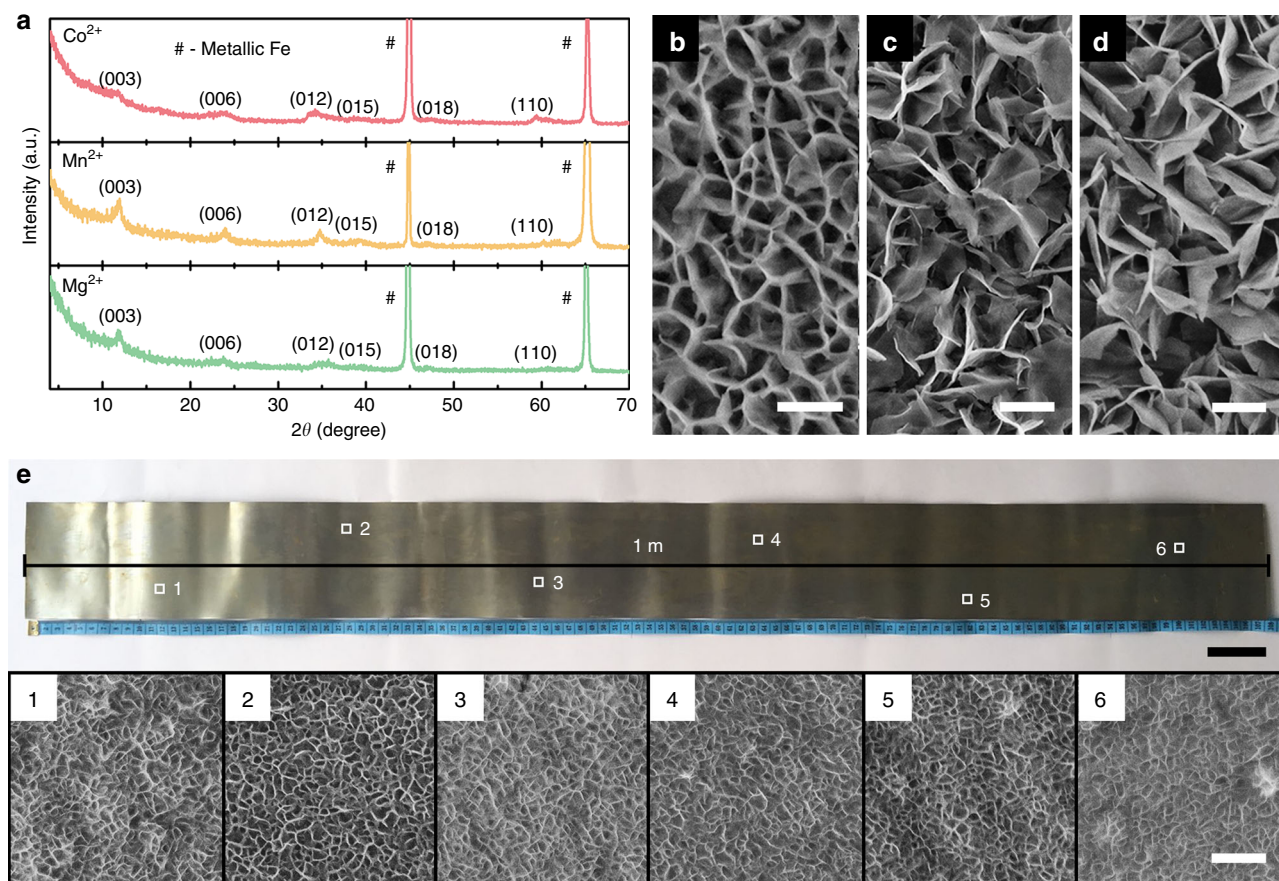 a
Co²⁺
# - Metallic Fe
#
#
(003)
(006)
(012)
(015)
(018)
(110)
Mn²⁺
#
#
(003)
(006)
(012)
(015)
(018)
(110)
Mg²⁺
#
#
(003)
(006)
(012)
(015)
(018)
(110)
Intensity (a.u.)
10 20 30 40 50 60 70
2θ (degree)
b
c
d
e
1
2
3
1 m
4
5
6
1
2
3
4
5
6